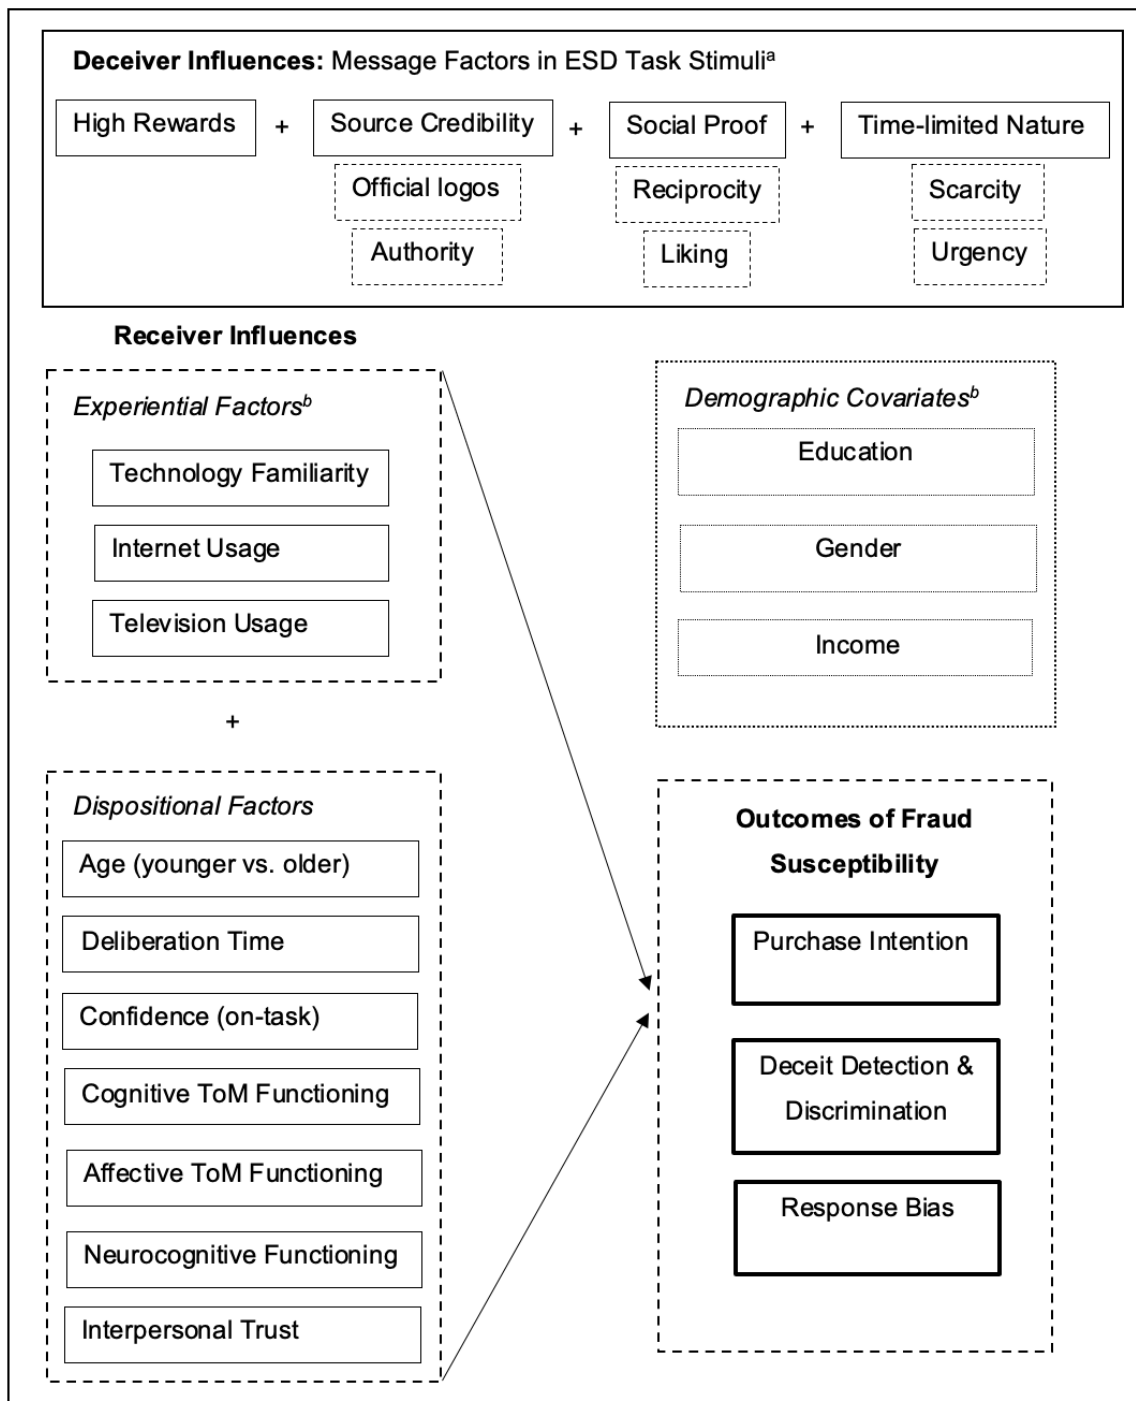 Deceiver Influences: Message Factors in ESD Task Stimuliᵃ
High Rewards + Source Credibility + Social Proof + Time-limited Nature
Official logos Reciprocity Scarcity
Authority Liking Urgency
Receiver Influences
Experiential Factorsᵇ
Technology Familiarity
Internet Usage
Television Usage
+
Dispositional Factors
Age (younger vs. older)
Deliberation Time
Confidence (on-task)
Cognitive ToM Functioning
Affective ToM Functioning
Neurocognitive Functioning
Interpersonal Trust
Demographic Covariatesᵇ
Education
Gender
Income
Outcomes of Fraud
Susceptibility
Purchase Intention
Deceit Detection &
Discrimination
Response Bias